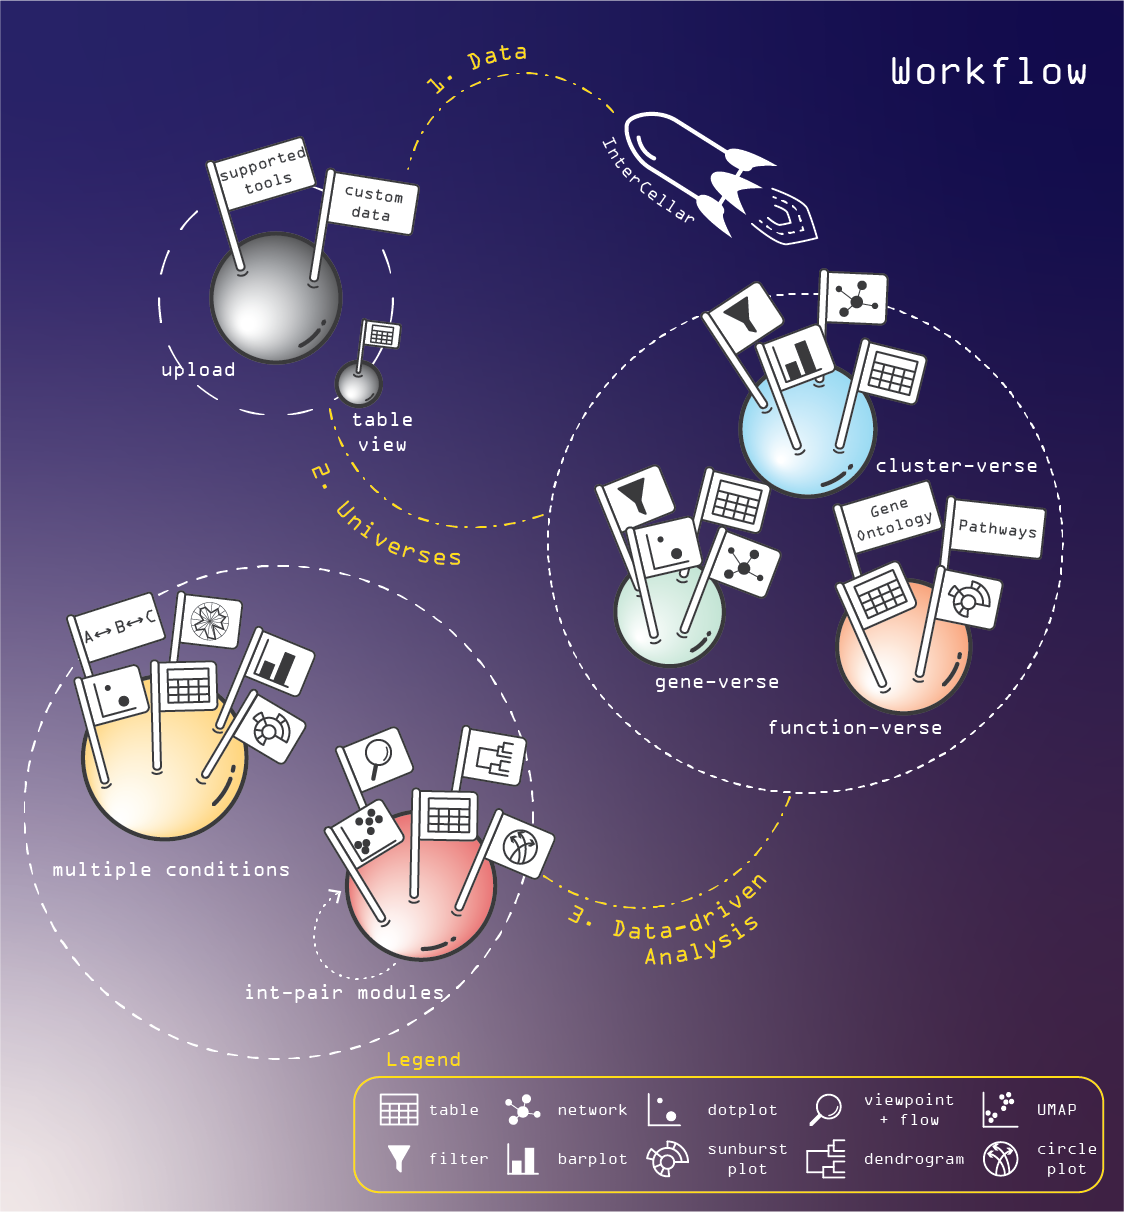 Workflow
1. Data
InterCellar
supported
tools
custom
data
upload
table
view
2. Universes
cluster-verse
Gene
Ontology
Pathways
gene-verse
function-verse
A↔B↔C
multiple conditions
int-pair modules
3. Data-driven
Analysis
Legend
table
network
dotplot
viewpoint
+ flow
UMAP
filter
barplot
sunburst
plot
dendrogram
circle
plot